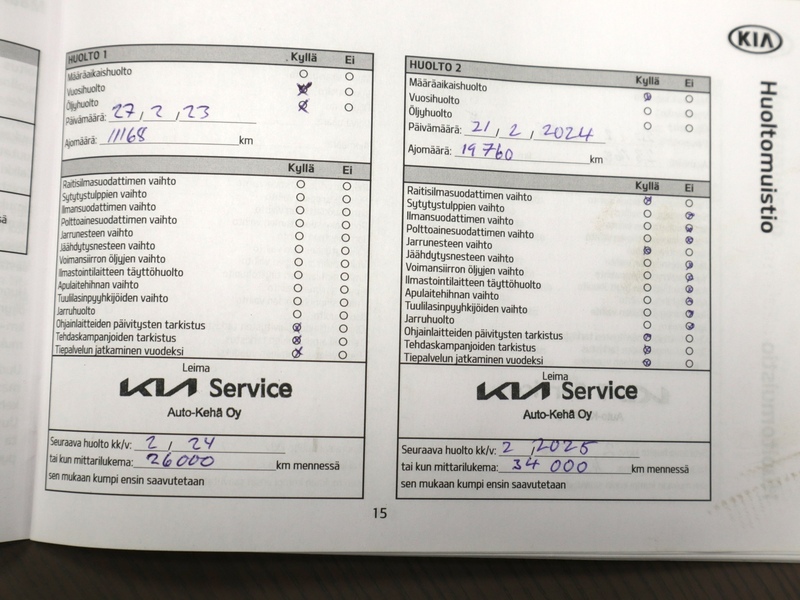 KIA
Huoltomuistio
HUOLTO 1 Kyllä Ei
Määräaikaishuolto
Vuosihuolto
Öljyhuolto
Päivämäärä: 27, 2, 23
Ajomäärä: 11168 km
Kyllä Ei
Raitisilmasuodattimen vaihto
Sytytystulppien vaihto
Ilmansuodattimen vaihto
Polttoainesuodattimen vaihto
Jarrunesteen vaihto
Jäähdytysnesteen vaihto
Voimansiirron öljyjen vaihto
Ilmastointilaitteen täyttöhuolto
Apulaitehihnan vaihto
Tuulilasinpyyhkijöiden vaihto
Jarruhuolto
Ohjainlaitteiden päivitysten tarkistus
Tehdaskampanjoiden tarkistus
Tiepalvelun jatkaminen vuodeksi
Leima
KIA Service
Auto-Kehä Oy
Seuraava huolto kk/v: 2, 24
tai kun mittarilukema: 26000 km mennessä
sen mukaan kumpi ensin saavutetaan
HUOLTO 2 Kyllä Ei
Määräaikaishuolto
Vuosihuolto
Öljyhuolto
Päivämäärä: 21, 2, 2024
Ajomäärä: 19760 km
Kyllä Ei
Raitisilmasuodattimen vaihto
Sytytystulppien vaihto
Ilmansuodattimen vaihto
Polttoainesuodattimen vaihto
Jarrunesteen vaihto
Jäähdytysnesteen vaihto
Voimansiirron öljyjen vaihto
Ilmastointilaitteen täyttöhuolto
Apulaitehihnan vaihto
Tuulilasinpyyhkijöiden vaihto
Jarruhuolto
Ohjainlaitteiden päivitysten tarkistus
Tehdaskampanjoiden tarkistus
Tiepalvelun jatkaminen vuodeksi
Leima
KIA Service
Auto-Kehä Oy
Seuraava huolto kk/v: 2, 2025
tai kun mittarilukema: 34 000 km mennessä
sen mukaan kumpi ensin saavutetaan
15